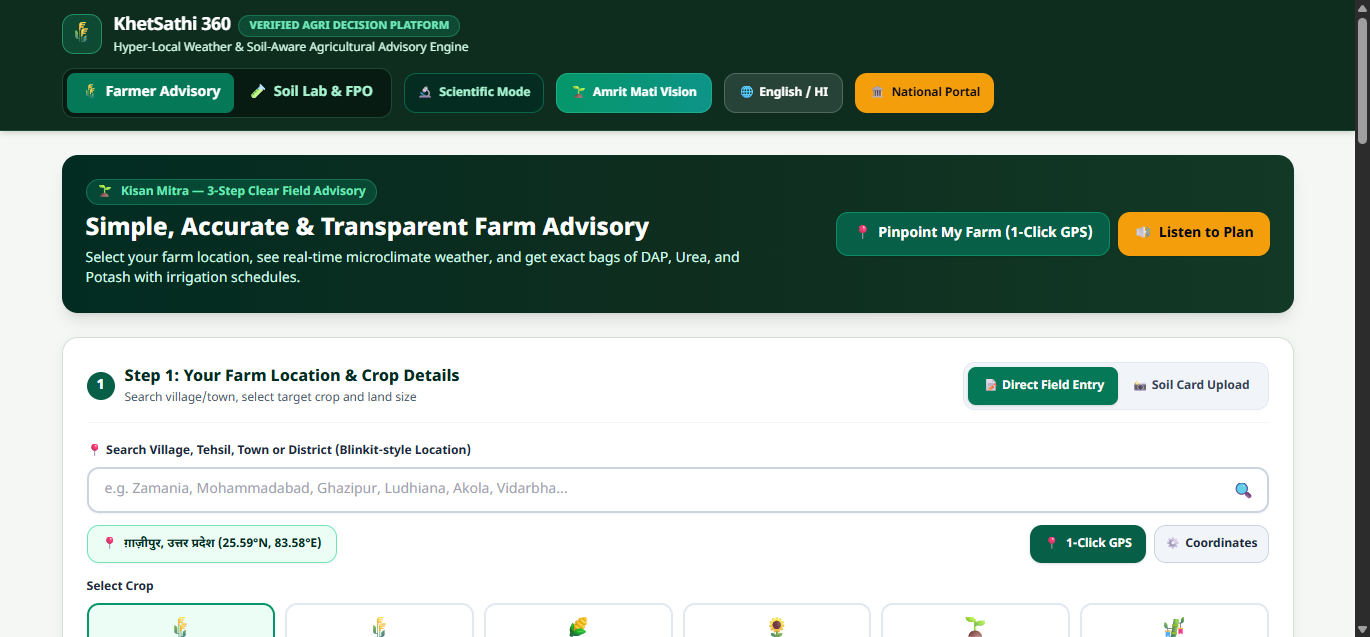 KhetSathi 360 VERIFIED AGRI DECISION PLATFORM
Hyper-Local Weather & Soil-Aware Agricultural Advisory Engine
Farmer Advisory Soil Lab & FPO Scientific Mode Amrit Mati Vision English / HI National Portal
Kisan Mitra — 3-Step Clear Field Advisory
Simple, Accurate & Transparent Farm Advisory
Select your farm location, see real-time microclimate weather, and get exact bags of DAP, Urea, and
Potash with irrigation schedules.
Pinpoint My Farm (1-Click GPS) Listen to Plan
1 Step 1: Your Farm Location & Crop Details
Search village/town, select target crop and land size
Direct Field Entry Soil Card Upload
Search Village, Tehsil, Town or District (Blinkit-style Location)
e.g. Zamania, Mohammadabad, Ghazipur, Ludhiana, Akola, Vidarbha...
ग़ाज़ीपुर, उत्तर प्रदेश (25.59°N, 83.58°E) 1-Click GPS Coordinates
Select Crop